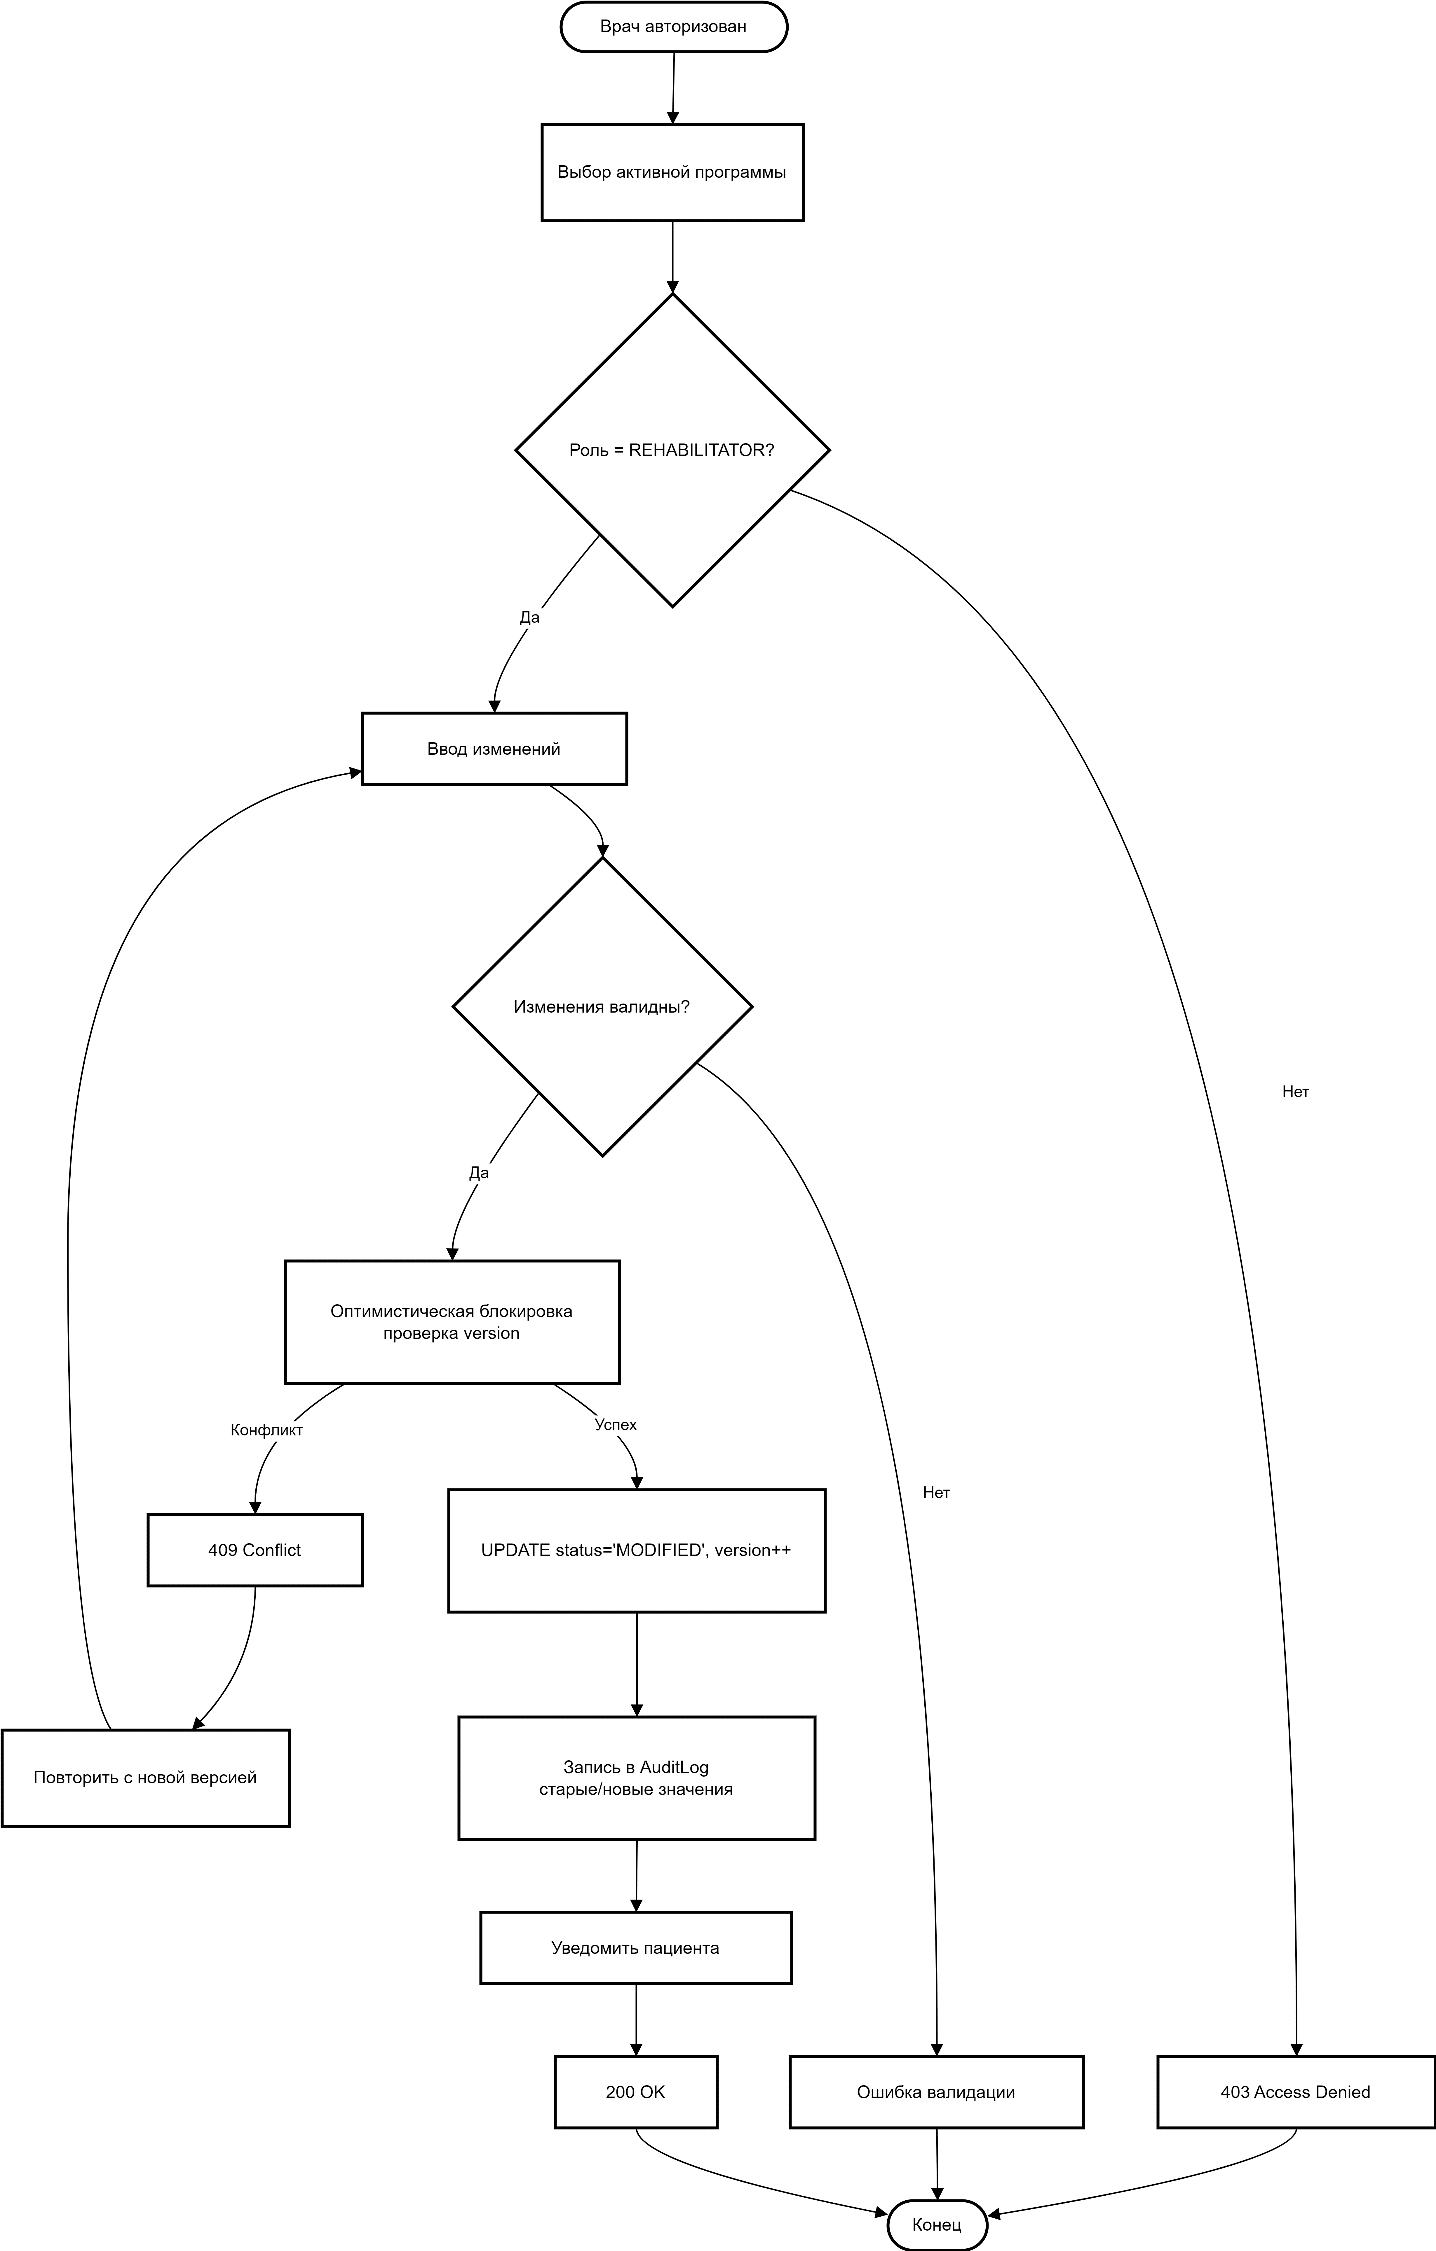 Врач авторизован
Выбор активной программы
Роль = REHABILITATOR?
Да
Ввод изменений
Изменения валидны?
Нет
Да
Оптимистическая блокировка
проверка version
Конфликт
Успех
Нет
409 Conflict
UPDATE status='MODIFIED', version++
Повторить с новой версией
Запись в AuditLog
старые/новые значения
Уведомить пациента
200 OK
Ошибка валидации
403 Access Denied
Конец